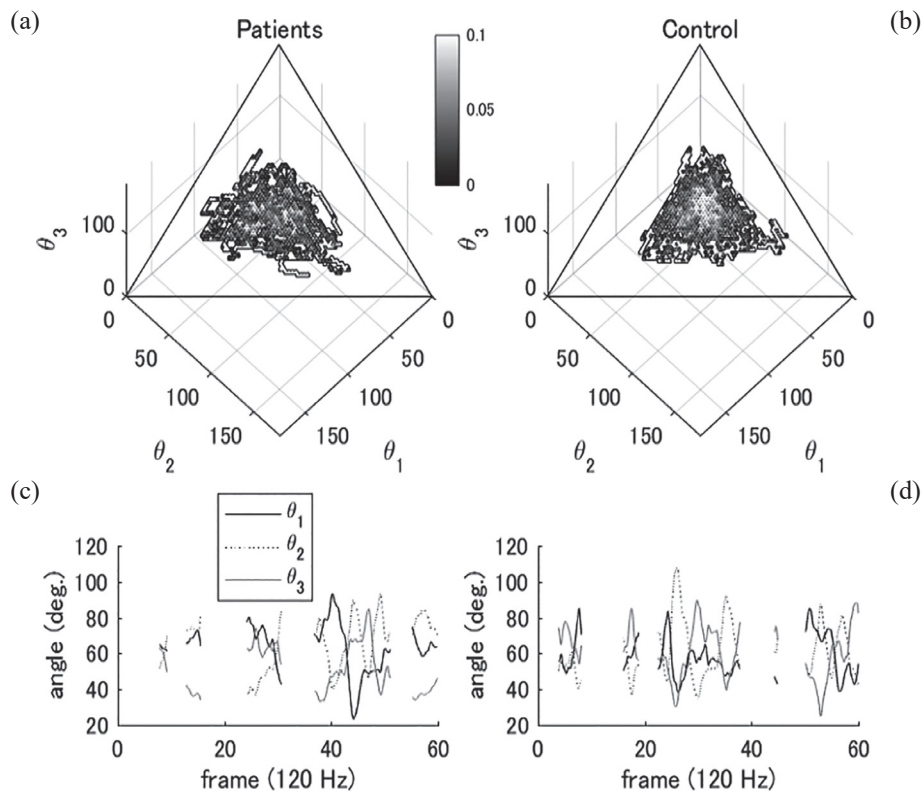 (a) Patients 0.1 Control (b)
0.05
0
θ3 100 θ3 100
0 0
0 0 0 0
50 50 50 50
100 100 100 100
150 150 150 150
θ2 θ1 θ2 θ1
(c) (d)
θ1
θ2
θ3
120 120
100 100
80 80
60 60
40 40
20 20
angle (deg.) angle (deg.)
0 20 40 60 0 20 40 60
frame (120 Hz) frame (120 Hz)